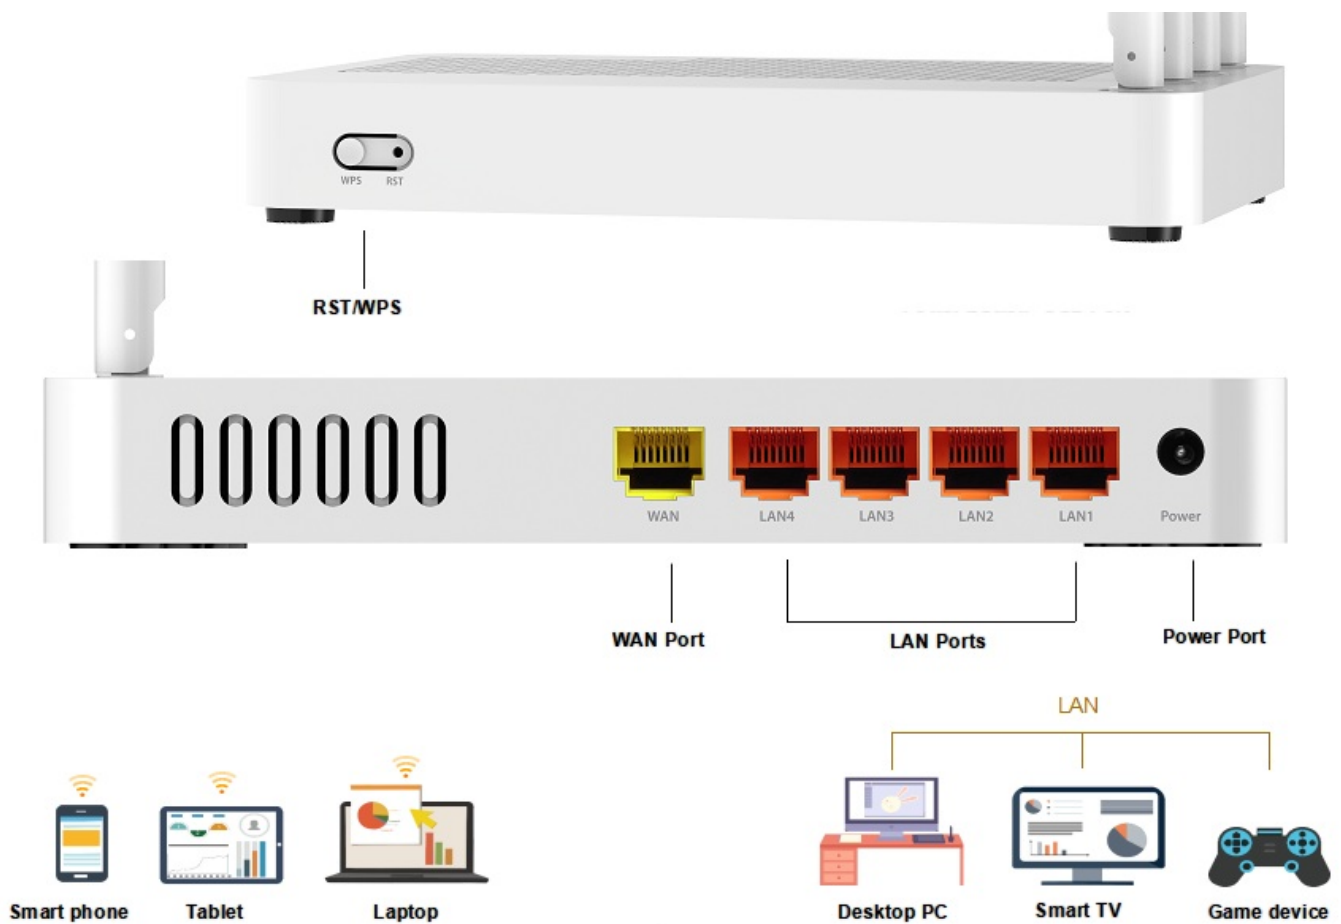 WPS RST
RST/WPS
WAN LAN4 LAN3 LAN2 LAN1 Power
WAN Port LAN Ports Power Port
LAN
Smart phone Tablet Laptop Desktop PC Smart TV Game device